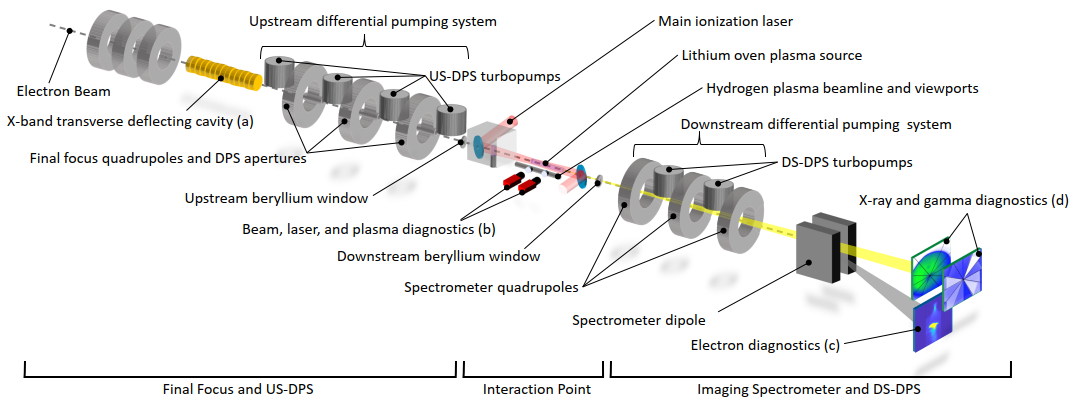 Upstream differential pumping system
Main ionization laser
Lithium oven plasma source
US-DPS turbopumps
Electron Beam
Hydrogen plasma beamline and viewports
X-band transverse deflecting cavity (a)
Downstream differential pumping system
Final focus quadrupoles and DPS apertures
DS-DPS turbopumps
Upstream beryllium window
X-ray and gamma diagnostics (d)
Beam, laser, and plasma diagnostics (b)
Downstream beryllium window
Spectrometer quadrupoles
Spectrometer dipole
Electron diagnostics (c)
Final Focus and US-DPS
Interaction Point
Imaging Spectrometer and DS-DPS